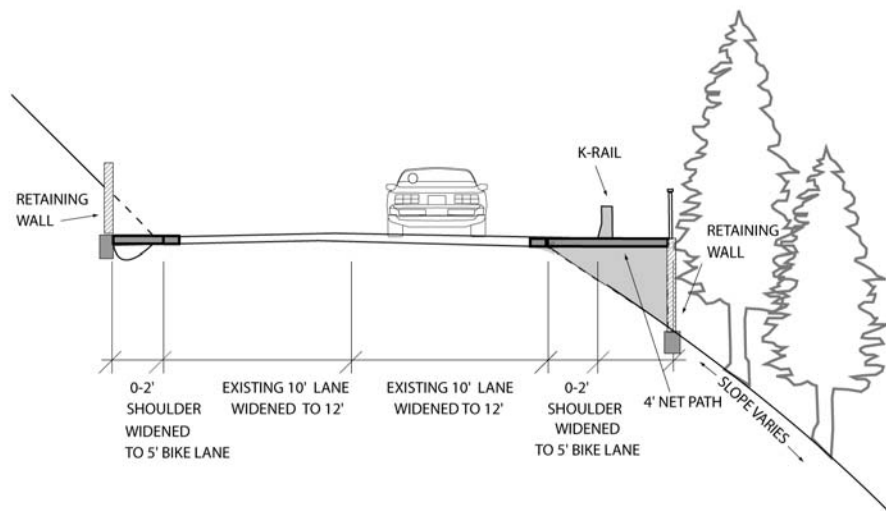 K-RAIL
RETAINING
WALL
RETAINING
WALL
0-2'
SHOULDER
WIDENED
TO 5' BIKE LANE
EXISTING 10' LANE
WIDENED TO 12'
EXISTING 10' LANE
WIDENED TO 12'
0-2'
SHOULDER
WIDENED
TO 5' BIKE LANE
4' NET PATH
SLOPE VARIES